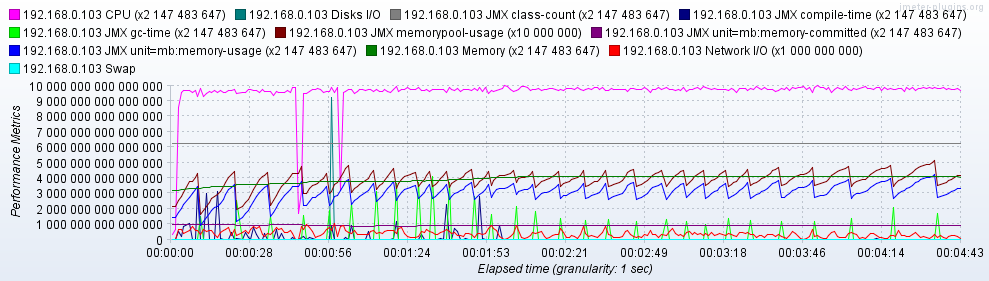 jmeter-plugins.org
192.168.0.103 CPU (x2 147 483 647) 192.168.0.103 Disks I/O 192.168.0.103 JMX class-count (x2 147 483 647) 192.168.0.103 JMX compile-time (x2 147 483 647)
192.168.0.103 JMX gc-time (x2 147 483 647) 192.168.0.103 JMX memorypool-usage (x10 000 000) 192.168.0.103 JMX unit=mb:memory-committed (x2 147 483 647)
192.168.0.103 JMX unit=mb:memory-usage (x2 147 483 647) 192.168.0.103 Memory (x2 147 483 647) 192.168.0.103 Network I/O (x1 000 000 000)
192.168.0.103 Swap
Performance Metrics
10 000 000 000 000 000
9 000 000 000 000 000
8 000 000 000 000 000
7 000 000 000 000 000
6 000 000 000 000 000
5 000 000 000 000 000
4 000 000 000 000 000
3 000 000 000 000 000
2 000 000 000 000 000
1 000 000 000 000 000
0
00:00:00 00:00:28 00:00:56 00:01:24 00:01:53 00:02:21 00:02:49 00:03:18 00:03:46 00:04:14 00:04:43
Elapsed time (granularity: 1 sec)